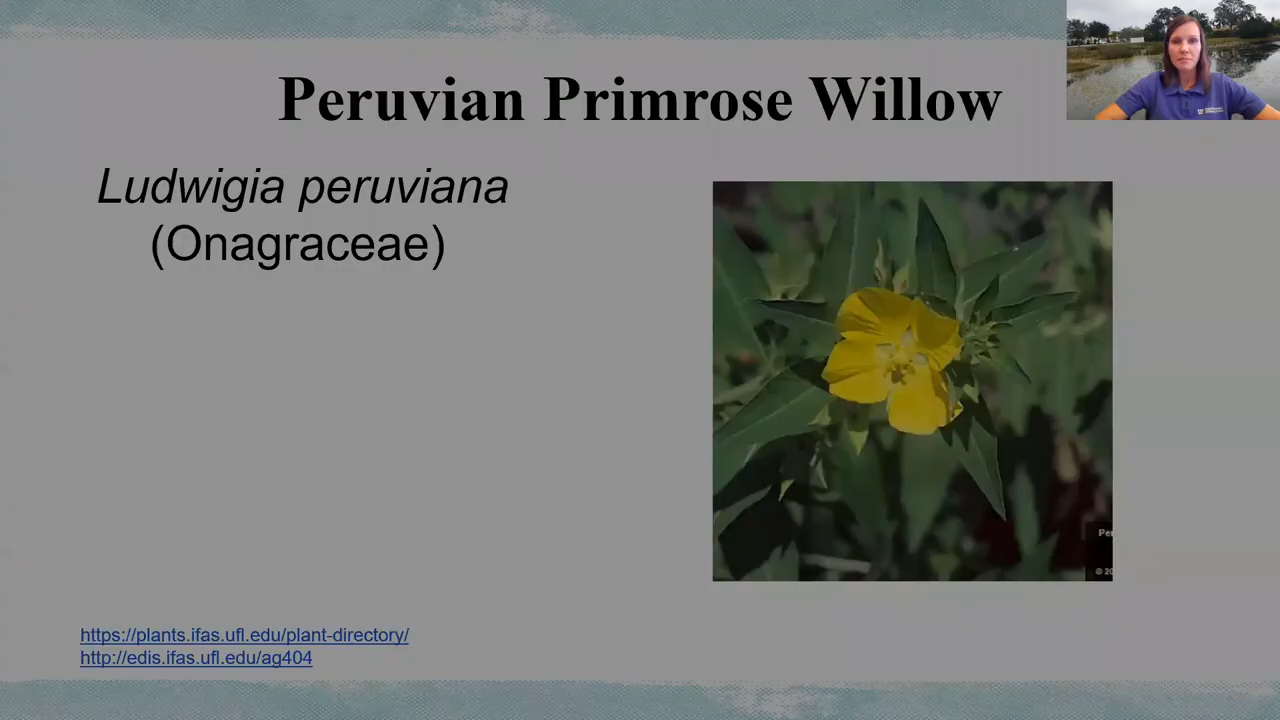 Peruvian Primrose Willow
Ludwigia peruviana
(Onagraceae)
https://plants.ifas.ufl.edu/plant-directory/
http://edis.ifas.ufl.edu/ag404